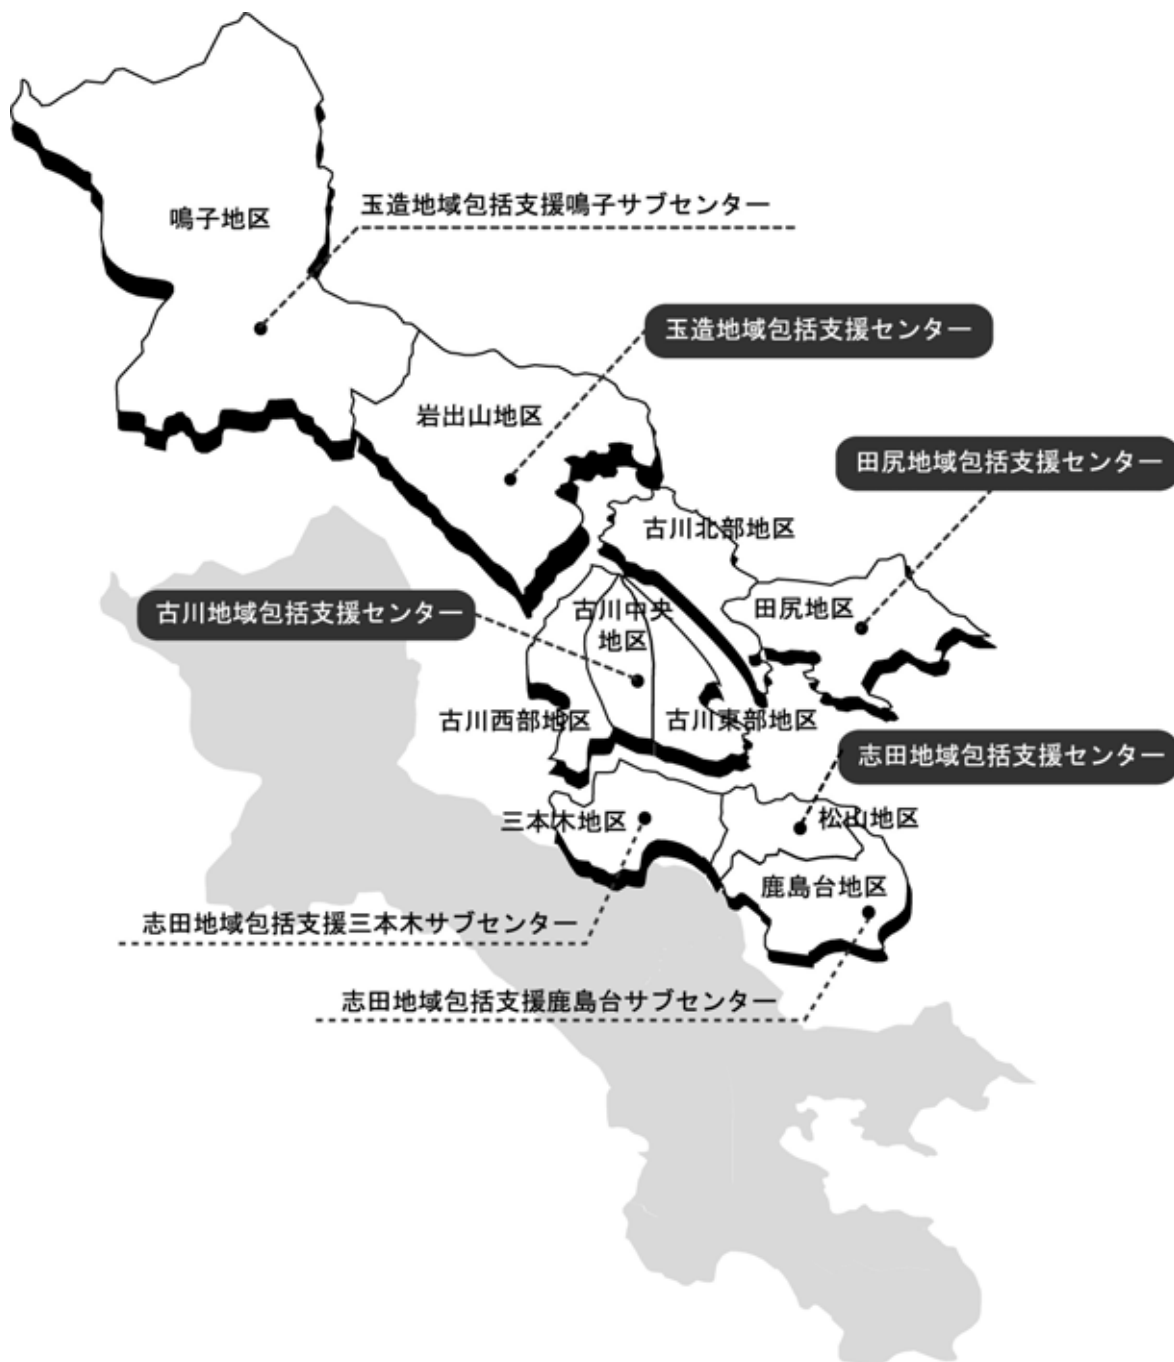 玉造地域包括支援鳴子サブセンター
鳴子地区
玉造地域包括支援センター
岩出山地区
田尻地域包括支援センター
古川北部地区
古川地域包括支援センター
古川中央
地区
田尻地区
古川西部地区
古川東部地区
志田地域包括支援センター
三本木地区
松山地区
鹿島台地区
志田地域包括支援三本木サブセンター
志田地域包括支援鹿島台サブセンター